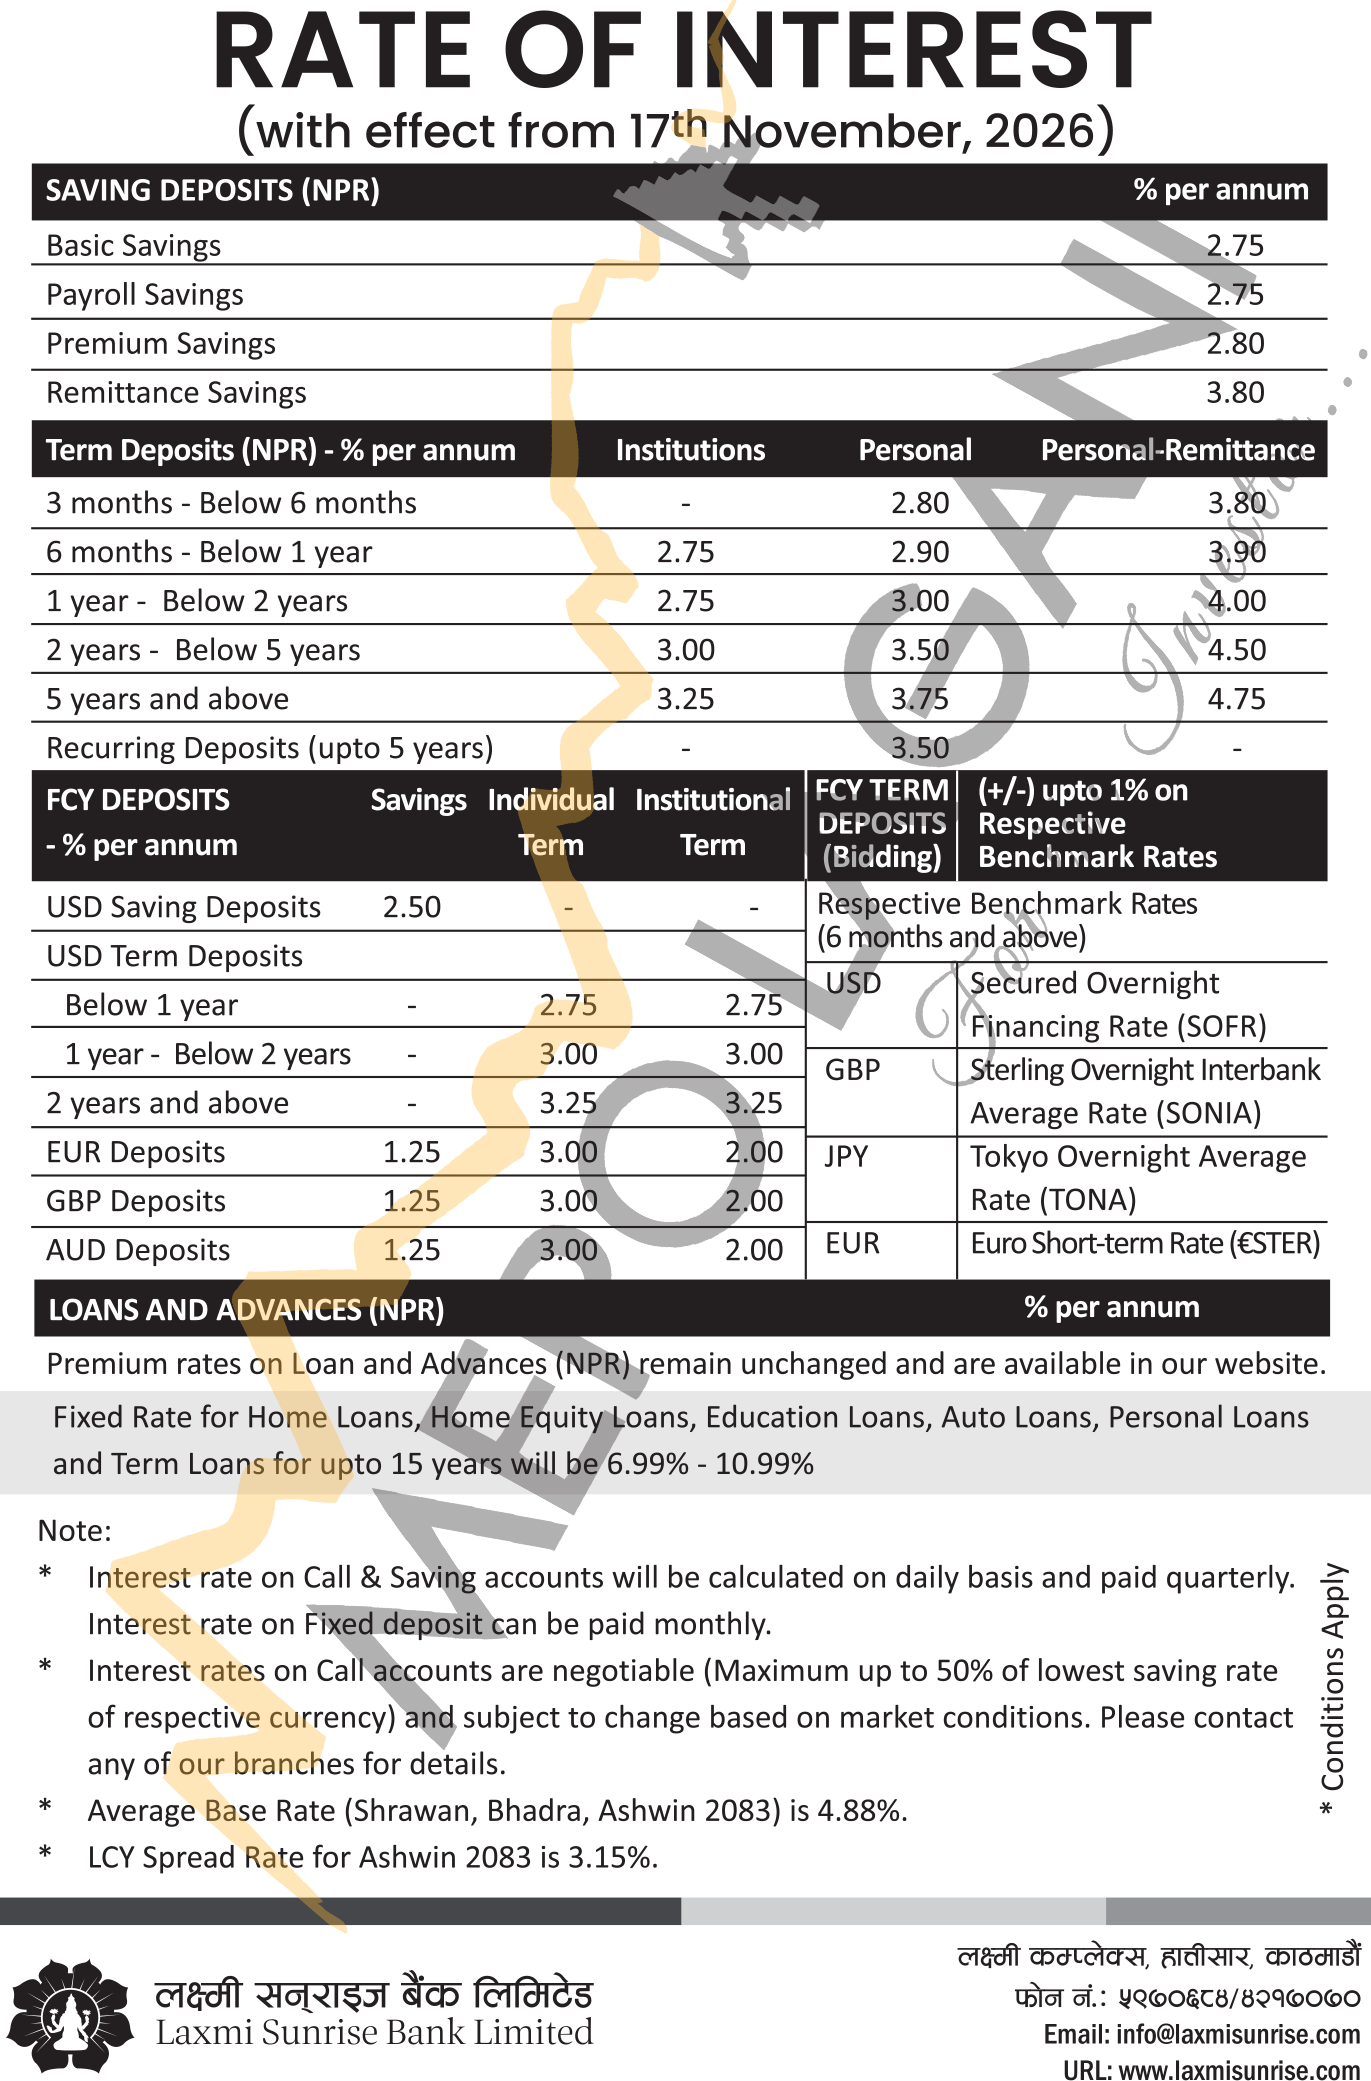 RATE OF INTEREST
(with effect from 17th November, 2026)
SAVING DEPOSITS (NPR) % per annum
Basic Savings 2.75
Payroll Savings 2.75
Premium Savings 2.80
Remittance Savings 3.80
Term Deposits (NPR) - % per annum Institutions Personal Personal-Remittance
3 months - Below 6 months - 2.80 3.80
6 months - Below 1 year 2.75 2.90 3.90
1 year - Below 2 years 2.75 3.00 4.00
2 years - Below 5 years 3.00 3.50 4.50
5 years and above 3.25 3.75 4.75
Recurring Deposits (upto 5 years) - 3.50 -
FCY DEPOSITS Savings Individual Institutional
- % per annum Term Term
USD Saving Deposits 2.50 - -
USD Term Deposits
Below 1 year - 2.75 2.75
1 year - Below 2 years - 3.00 3.00
2 years and above - 3.25 3.25
EUR Deposits 1.25 3.00 2.00
GBP Deposits 1.25 3.00 2.00
AUD Deposits 1.25 3.00 2.00
FCY TERM (+/-) upto 1% on
DEPOSITS Respective
(Bidding) Benchmark Rates
Respective Benchmark Rates
(6 months and above)
USD Secured Overnight
Financing Rate (SOFR)
GBP Sterling Overnight Interbank
Average Rate (SONIA)
JPY Tokyo Overnight Average
Rate (TONA)
EUR Euro Short-term Rate (€STER)
LOANS AND ADVANCES (NPR) % per annum
Premium rates on Loan and Advances (NPR) remain unchanged and are available in our website.
Fixed Rate for Home Loans, Home Equity Loans, Education Loans, Auto Loans, Personal Loans
and Term Loans for upto 15 years will be 6.99% - 10.99%
Note:
* Interest rate on Call & Saving accounts will be calculated on daily basis and paid quarterly.
Interest rate on Fixed deposit can be paid monthly.
* Interest rates on Call accounts are negotiable (Maximum up to 50% of lowest saving rate
of respective currency) and subject to change based on market conditions. Please contact
any of our branches for details.
* Average Base Rate (Shrawan, Bhadra, Ashwin 2083) is 4.88%.
* LCY Spread Rate for Ashwin 2083 is 3.15%.
* Conditions Apply
लक्ष्मी सनराइज बैंक लिमिटेड
Laxmi Sunrise Bank Limited
लक्ष्मी कम्प्लेक्स, हात्तीसार, काठमाडौं
फोन नं.: ५९७०६८४/४२१७०७०
Email: info@laxmisunrise.com
URL: www.laxmisunrise.com
For Investor...